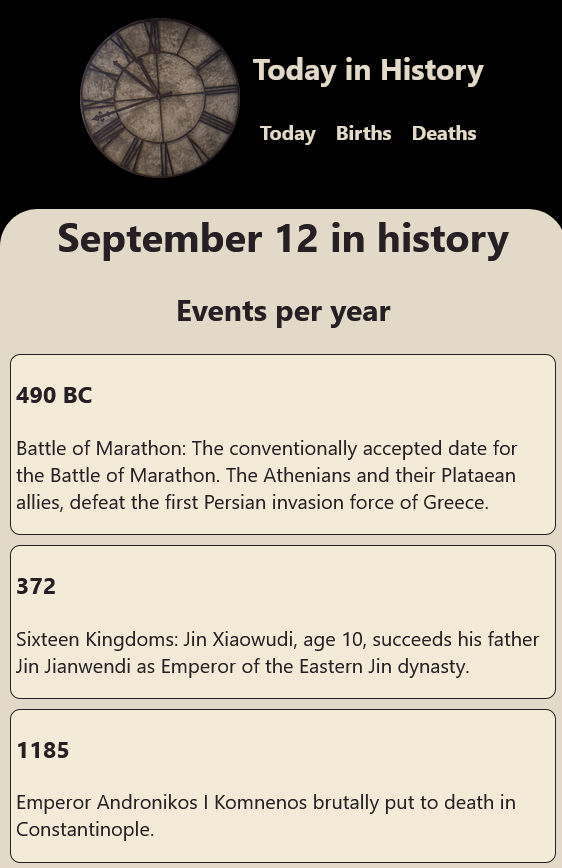 Today in History
Today Births Deaths
September 12 in history
Events per year
490 BC
Battle of Marathon: The conventionally accepted date for
the Battle of Marathon. The Athenians and their Plataean
allies, defeat the first Persian invasion force of Greece.
372
Sixteen Kingdoms: Jin Xiaowudi, age 10, succeeds his father
Jin Jianwendi as Emperor of the Eastern Jin dynasty.
1185
Emperor Andronikos I Komnenos brutally put to death in
Constantinople.